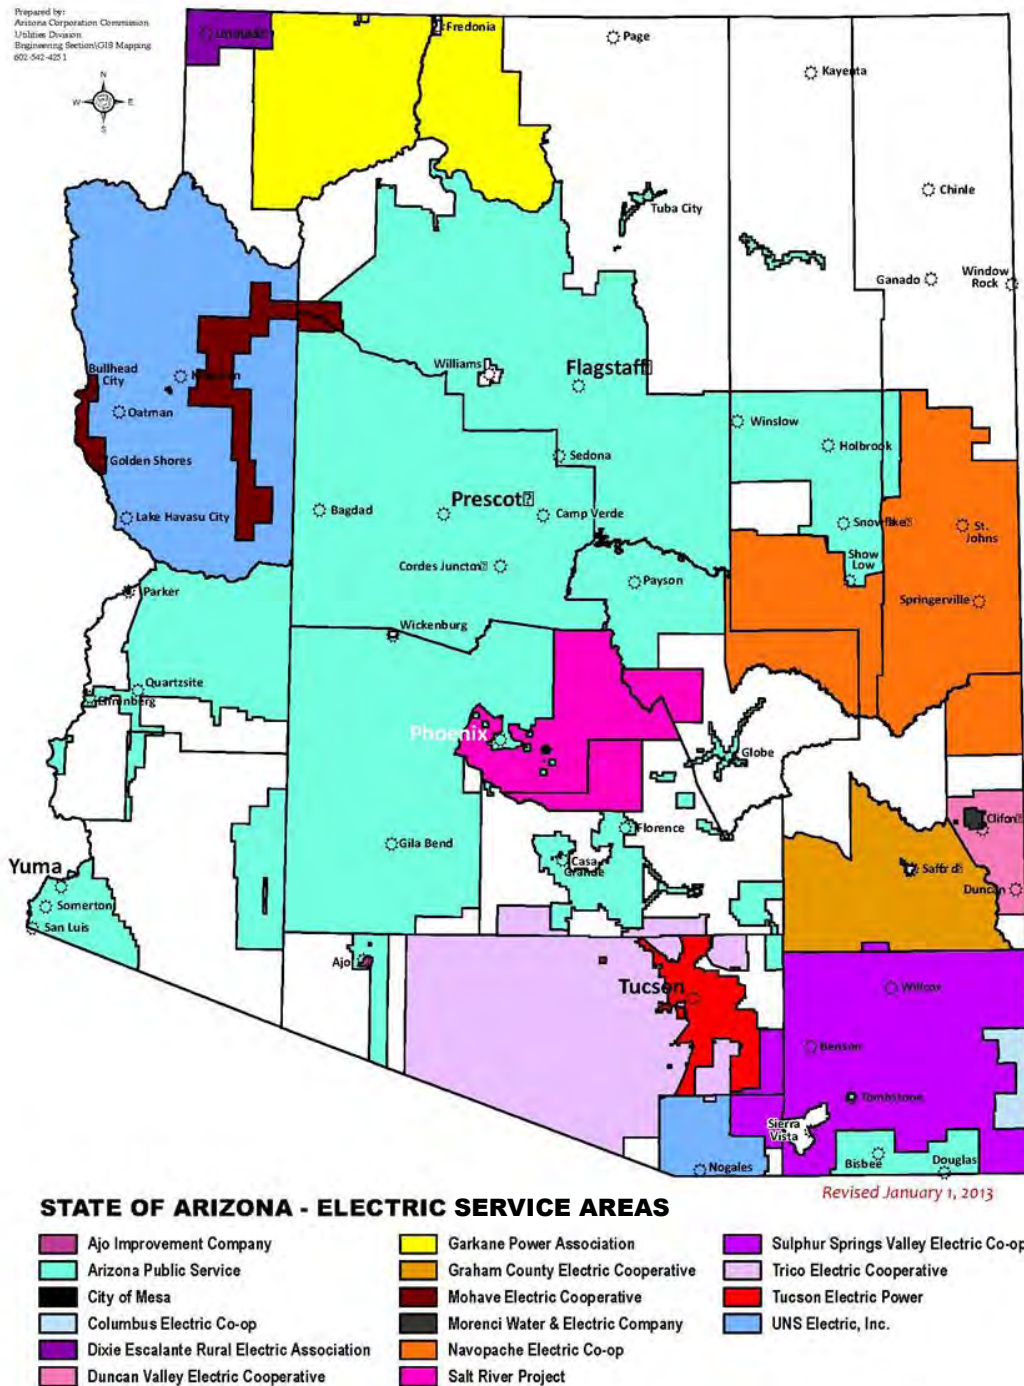 Prepared by:
Arizona Corporation Commission
Utilities Division
Engineering Section\GIS Mapping
602-542-4251
N
W
E
S
Fredonia
Page
Kayenta
Chinle
Tuba City
Ganado
Window
Rock
Williams
Flagstaff
Bullhead
City
Oatman
Winslow
Holbrook
Golden Shores
Sedona
Lake Havasu City
Bagdad
Prescot
Camp Verde
St.
Johns
Show
Low
Cordes Juncton
Payson
Parker
Springerville
Wickenburg
Quartzsite
Phoenix
Globe
Clifon
Florence
Gila Bend
Casa
Grande
Yuma
Duncan
Somerton
San Luis
Ajo
Tucson
Willcox
Benson
Tombstone
Sierra
Vista
Bisbee
Douglas
Nogales
Revised January 1, 2013
STATE OF ARIZONA - ELECTRIC SERVICE AREAS
Ajo Improvement Company
Arizona Public Service
City of Mesa
Columbus Electric Co-op
Dixie Escalante Rural Electric Association
Duncan Valley Electric Cooperative
Garkane Power Association
Graham County Electric Cooperative
Mohave Electric Cooperative
Morenci Water & Electric Company
Navopache Electric Co-op
Salt River Project
Sulphur Springs Valley Electric Co-op
Trico Electric Cooperative
Tucson Electric Power
UNS Electric, Inc.